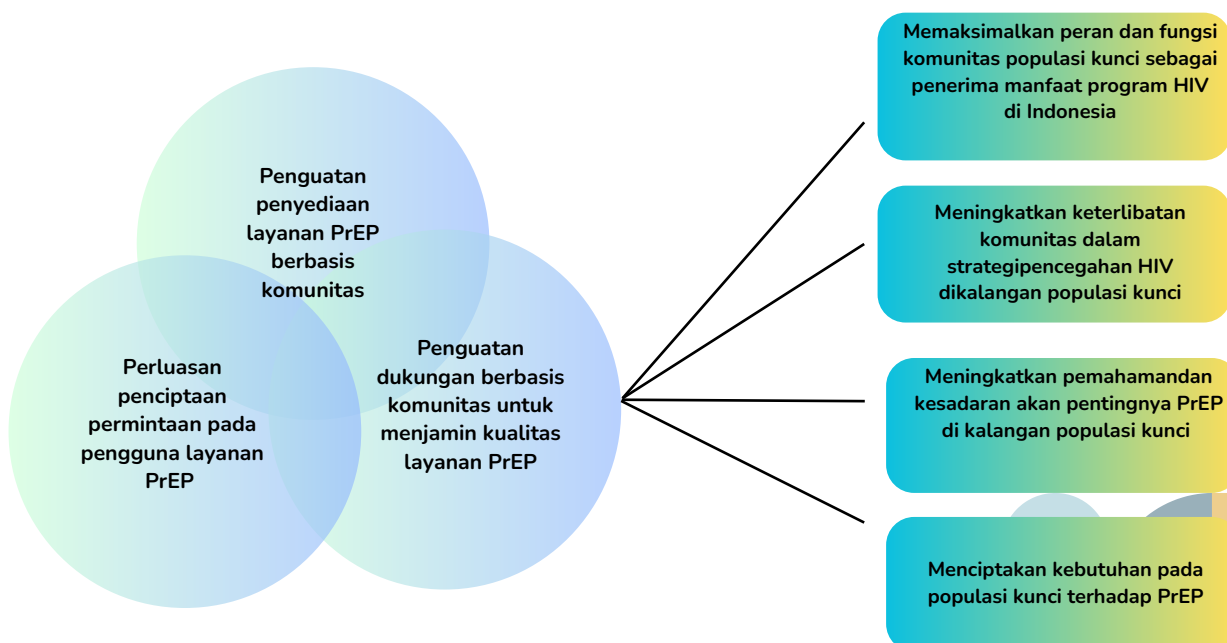 Penguatan
penyediaan
layanan PrEP
berbasis
komunitas
Perluasan
penciptaan
permintaan pada
pengguna layanan
PrEP
Penguatan
dukungan berbasis
komunitas untuk
menjamin kualitas
layanan PrEP
Memaksimalkan peran dan fungsi
komunitas populasi kunci sebagai
penerima manfaat program HIV
di Indonesia
Meningkatkan keterlibatan
komunitas dalam
strategipencegahan HIV
dikalangan populasi kunci
Meningkatkan pemahamandan
kesadaran akan pentingnya PrEP
di kalangan populasi kunci
Menciptakan kebutuhan pada
populasi kunci terhadap PrEP